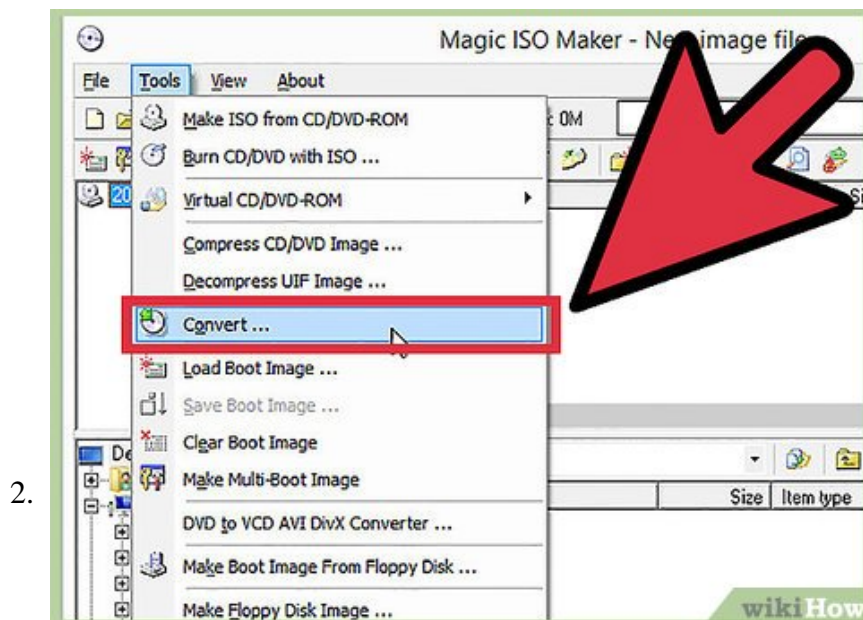 Magic ISO Maker - Ne image file
File Tools View About
Make ISO from CD/DVD-ROM
0M
Burn CD/DVD with ISO ...
20
Virtual CD/DVD-ROM
Compress CD/DVD Image ...
Decompress UIF Image ...
Convert ...
Load Boot Image ...
Save Boot Image ...
Clear Boot Image
De
Make Multi-Boot Image
2.
Size Item type
DVD to VCD AVI DivX Converter ...
Make Boot Image From Floppy Disk ...
Make Floppy Disk Image ...
wikiHow